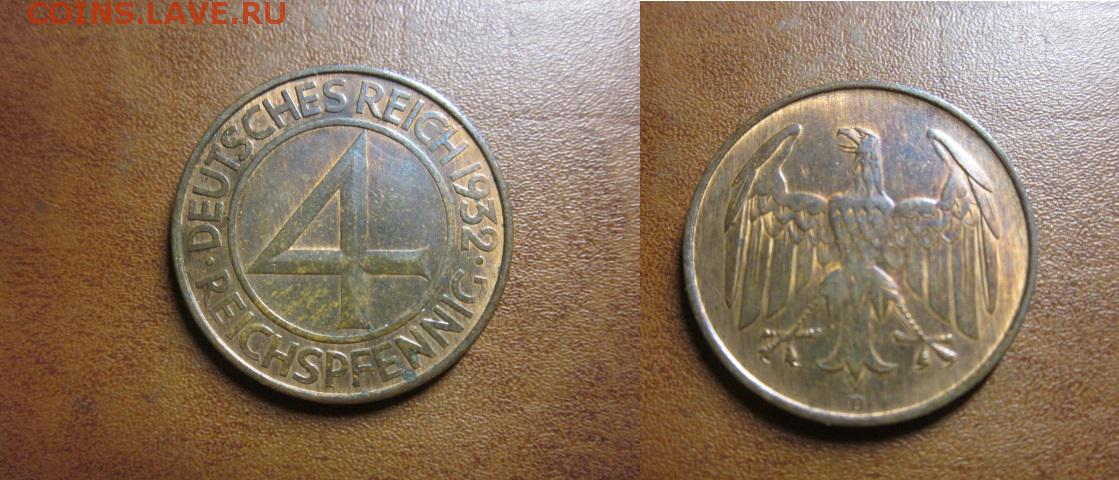 COINS.LAVE.RU
DEUTSCHES REICH 1932
REICHSPFENNIG
4
D